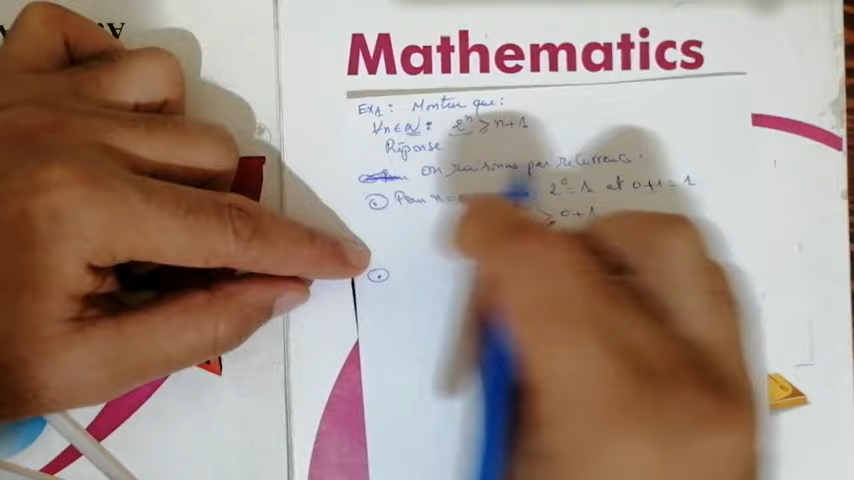 Mathematics
Ex1: Montrer que:
∀n∈ℕ: 2ⁿ ≥ n+1
Réponse
on raisonne par récurrence:
Pour n=0 2⁰=1 et 0+1=1
≥ 0+1